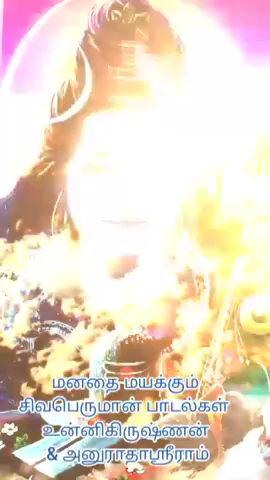 மனதை மயக்கும்
சிவபெருமான் பாடல்கள்
உன்னிகிருஷ்ணன்
& அனுராதாஸ்ரீராம்